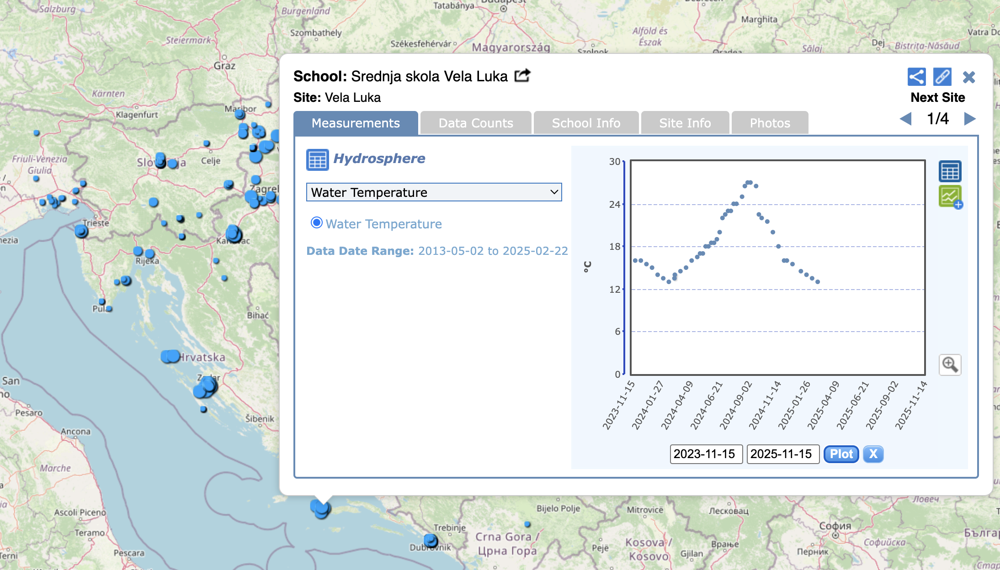 Salzburg
Burgenland
Tatabánya
Marghita
Szombathely
Alföld és
Észak
Steiermark
Székesfehérvár
Magyarország
Szolnok
Sălaj
Dej
Bistrița-Năsăud
Graz
Kärnten
Klagenfurt
Maribor
Friuli-Venezia
Giulia
Celje
Trieste
Rijeka
Bihać
Hrvatska
San
Šibenik
Pesaro
Ancona
Marche
Ascoli Piceno
Teramo
Pescara
School: Srednja skola Vela Luka
Site: Vela Luka
Next Site
1/4
Measurements
Data Counts
School Info
Site Info
Photos
Hydrosphere
Water Temperature
Water Temperature
Data Date Range: 2013-05-02 to 2025-02-22
30
24
18
12
6
0
°C
2023-11-15
2024-01-27
2024-04-09
2024-06-21
2024-09-02
2024-11-14
2025-01-26
2025-04-09
2025-06-21
2025-09-02
2025-11-14
2023-11-15
2025-11-15
Plot
X
Bijelo Polje
Mitrovicë
Лесковац
Ловеч
Trebinje
Dubrovnik
Crna Gora /
Црна Гора
Pejë
Kosova /
Kosovo
Gjilan
Врање
София
Перник
Софийска